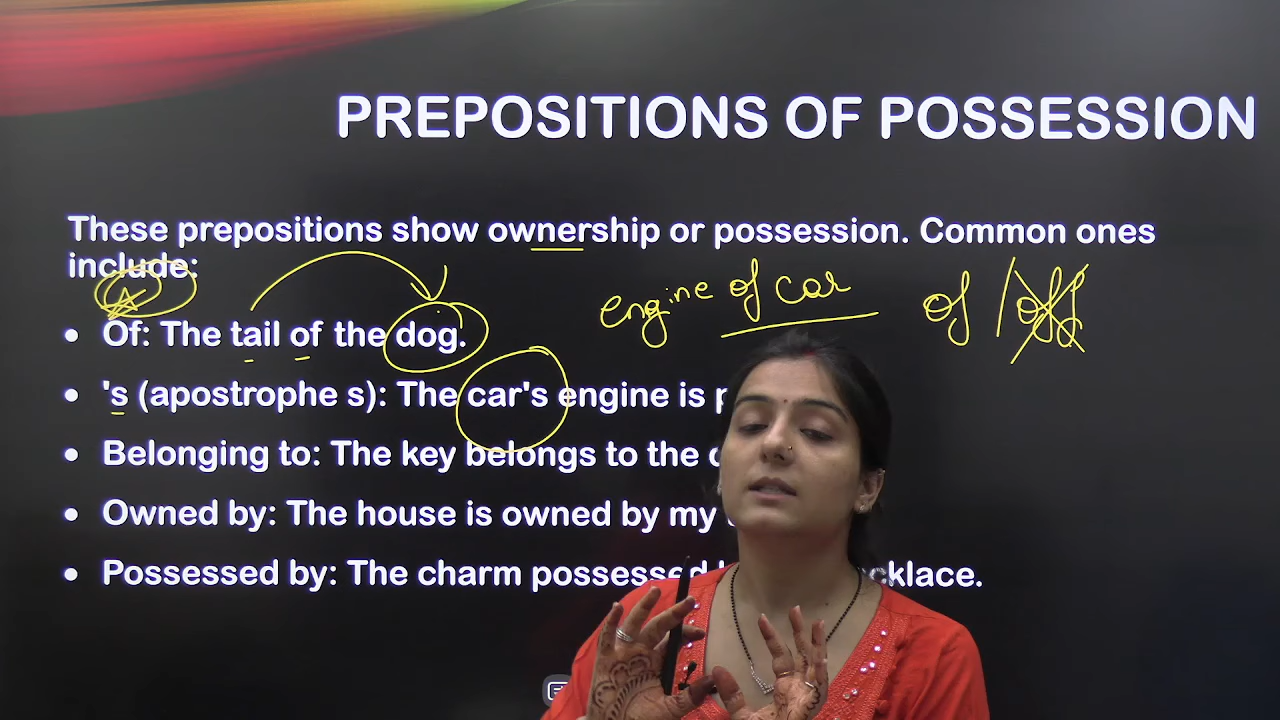 PREPOSITIONS OF POSSESSION
These prepositions show ownership or possession. Common ones
include:
engine of car of / off
• Of: The tail of the dog.
• 's (apostrophe s): The car's engine is
• Belonging to: The key belongs to the
• Owned by: The house is owned by my
• Possessed by: The charm possessed